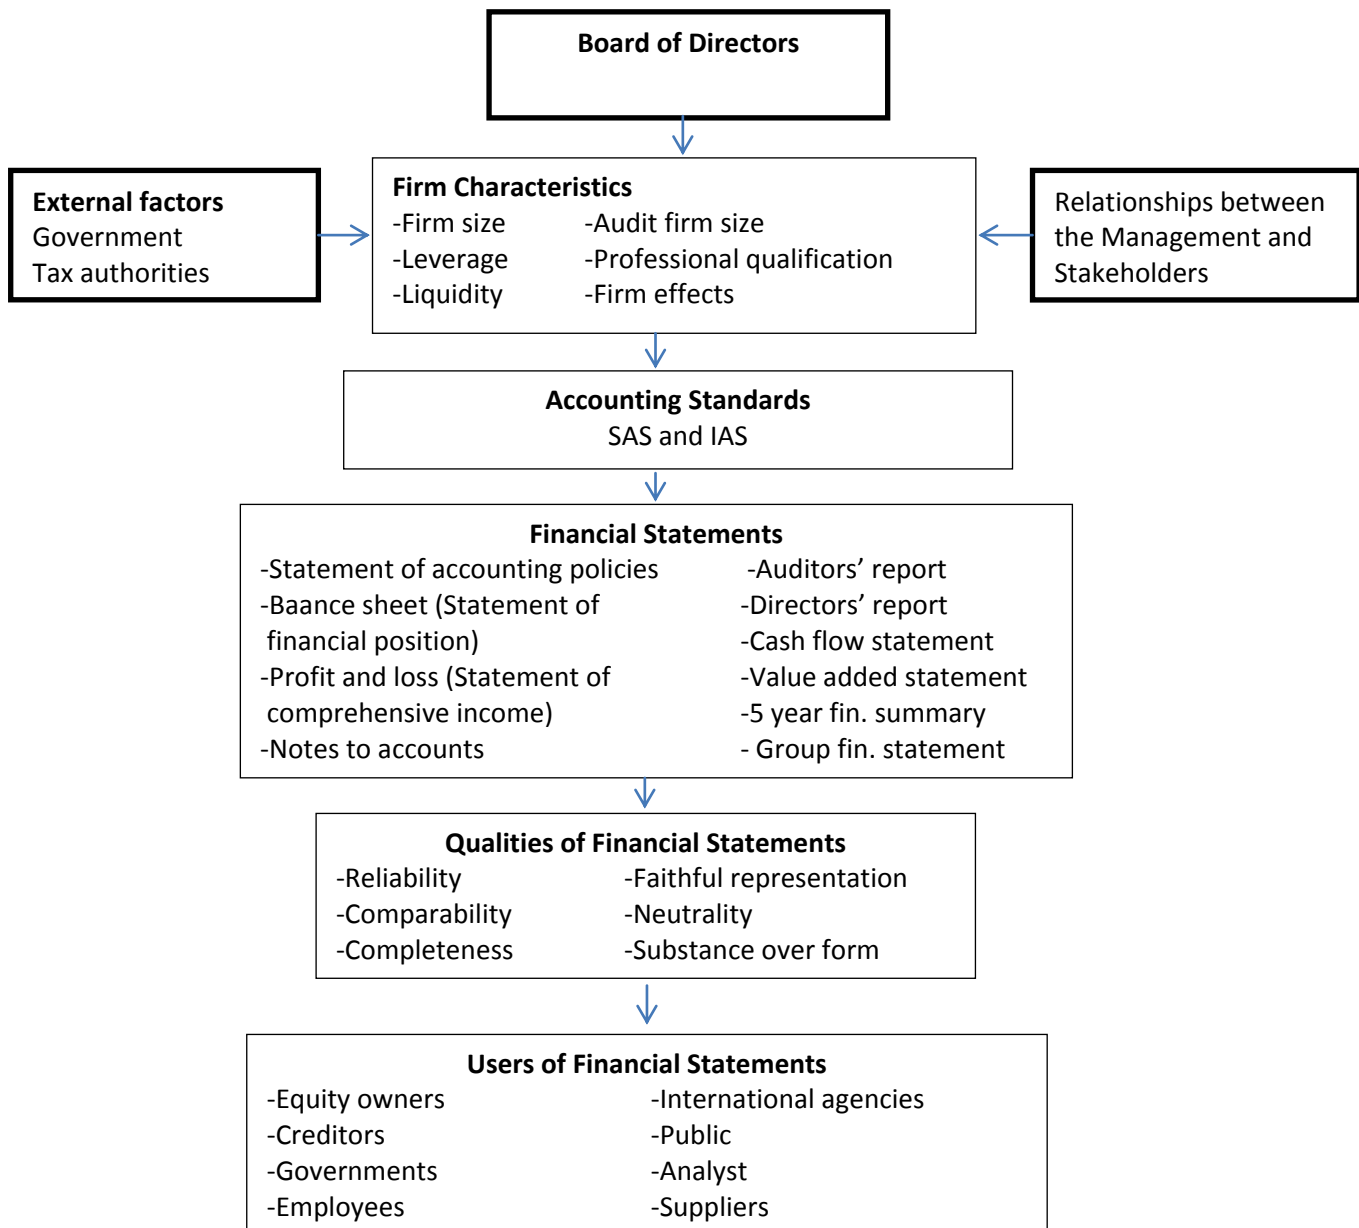 Board of Directors
External factors
Government
Tax authorities
Firm Characteristics
-Firm size -Audit firm size
-Leverage -Professional qualification
-Liquidity -Firm effects
Relationships between
the Management and
Stakeholders
Accounting Standards
SAS and IAS
Financial Statements
-Statement of accounting policies -Auditors’ report
-Baance sheet (Statement of -Directors’ report
financial position) -Cash flow statement
-Profit and loss (Statement of -Value added statement
comprehensive income) -5 year fin. summary
-Notes to accounts - Group fin. statement
Qualities of Financial Statements
-Reliability -Faithful representation
-Comparability -Neutrality
-Completeness -Substance over form
Users of Financial Statements
-Equity owners -International agencies
-Creditors -Public
-Governments -Analyst
-Employees -Suppliers